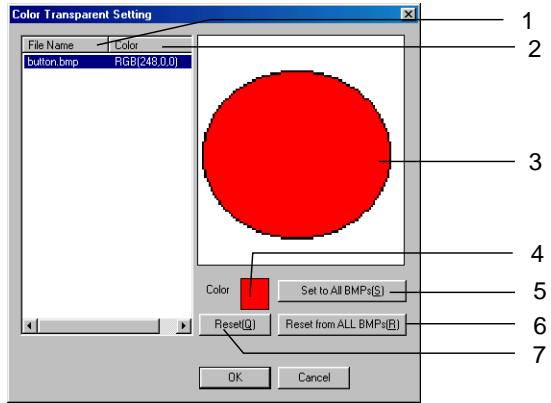 Color Transparent Setting
1
File Name Color
2
button.bmp RGB(248,0,0)
3
4
Color Set to All BMPs(S)
5
Reset(Q) Reset from ALL BMPs(R)
6
7
OK Cancel